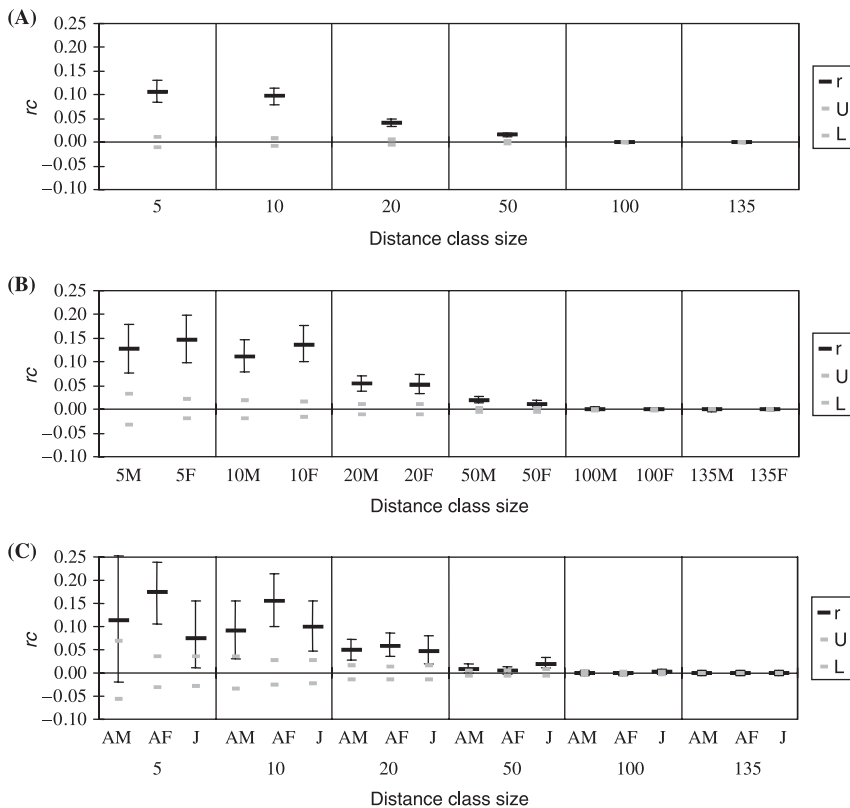 (A)
0.25
0.20
0.15
0.10
0.05
0.00
−0.05
−0.10
rc
5 10 20 50 100 135
Distance class size
r
U
L
(B)
0.25
0.20
0.15
0.10
0.05
0.00
−0.05
−0.10
rc
5M 5F 10M 10F 20M 20F 50M 50F 100M 100F 135M 135F
Distance class size
r
U
L
(C)
0.25
0.20
0.15
0.10
0.05
0.00
−0.05
−0.10
rc
AM AF J AM AF J AM AF J AM AF J AM AF J AM AF J
5 10 20 50 100 135
Distance class size
r
U
L